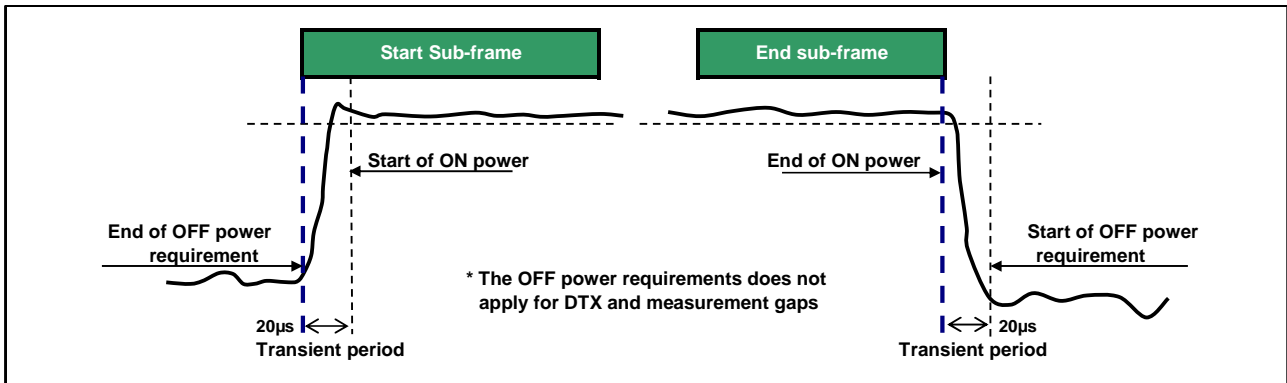 Start Sub-frame
End sub-frame
Start of ON power
End of ON power
End of OFF power
requirement
Start of OFF power
requirement
* The OFF power requirements does not
apply for DTX and measurement gaps
20µs
Transient period
20µs
Transient period